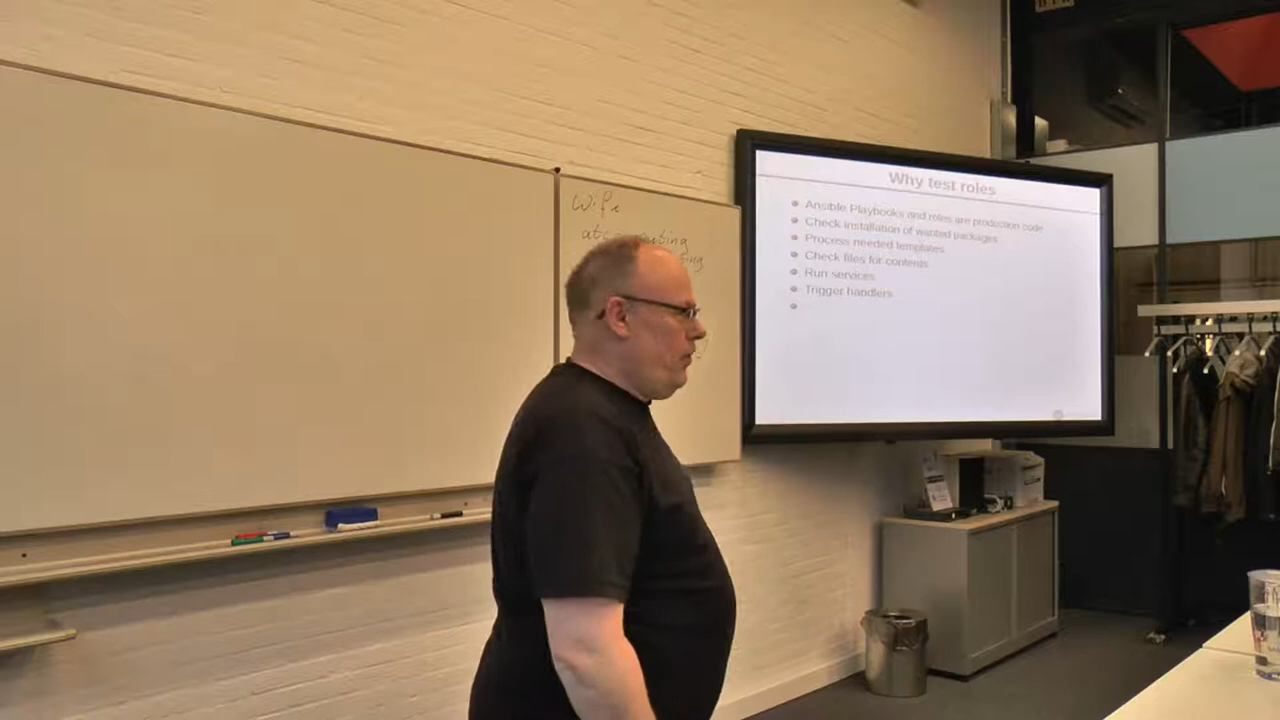 Wifi
Why test roles
Ansible Playbooks and roles are production code
Check installation of wanted packages
Process needed templates
Check files for contents
Run services
Trigger handlers